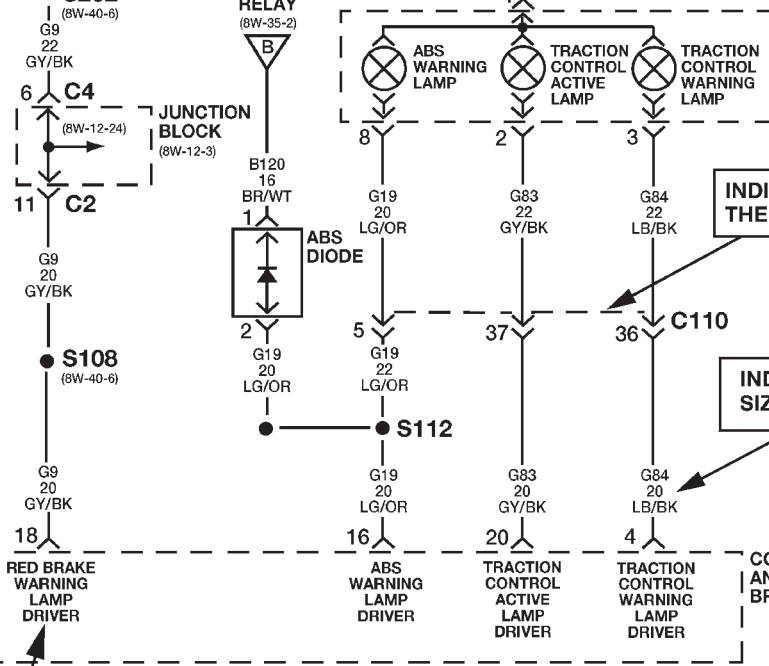 (8W-40-6)
G9
22
GY/BK
6 C4
(8W-12-24)
JUNCTION
BLOCK
(8W-12-3)
11 C2
G9
20
GY/BK
S108
(8W-40-6)
G9
20
GY/BK
18
RED BRAKE
WARNING
LAMP
DRIVER
RELAY
(8W-35-2)
B
B120
16
BR/WT
1
ABS
DIODE
2
G19
20
LG/OR
ABS
WARNING
LAMP
8
G19
20
LG/OR
5
G19
22
LG/OR
S112
G19
20
LG/OR
16
ABS
WARNING
LAMP
DRIVER
TRACTION
CONTROL
ACTIVE
LAMP
2
G83
22
GY/BK
37
G83
20
GY/BK
20
TRACTION
CONTROL
ACTIVE
LAMP
DRIVER
TRACTION
CONTROL
WARNING
LAMP
3
G84
22
LB/BK
36 C110
G84
20
LB/BK
4
TRACTION
CONTROL
WARNING
LAMP
DRIVER
INDI
THE
IND
SIZ
AN
BR